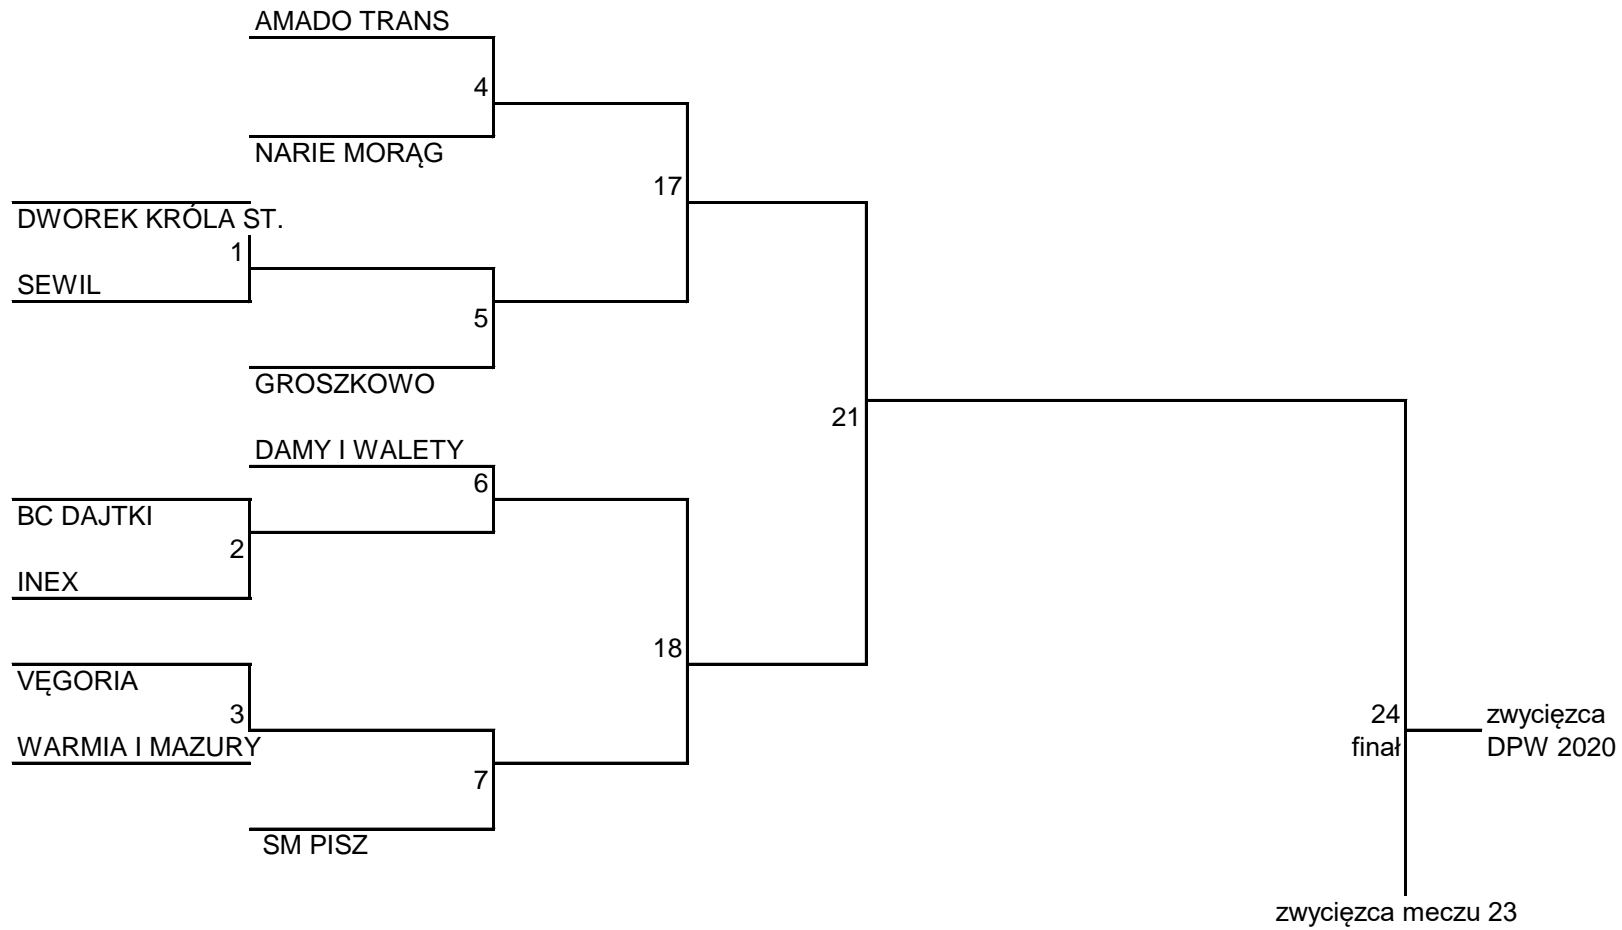 AMADO TRANS
4
NARIE MORĄG
17
DWOREK KRÓLA ST.
1
SEWIL
5
GROSZKOWO
21
DAMY I WALETY
6
BC DAJTKI
2
INEX
18
VĘGORIA
3
WARMIA I MAZURY
7
SM PISZ
24
finał
zwycięzca
DPW 2020
zwycięzca meczu 23